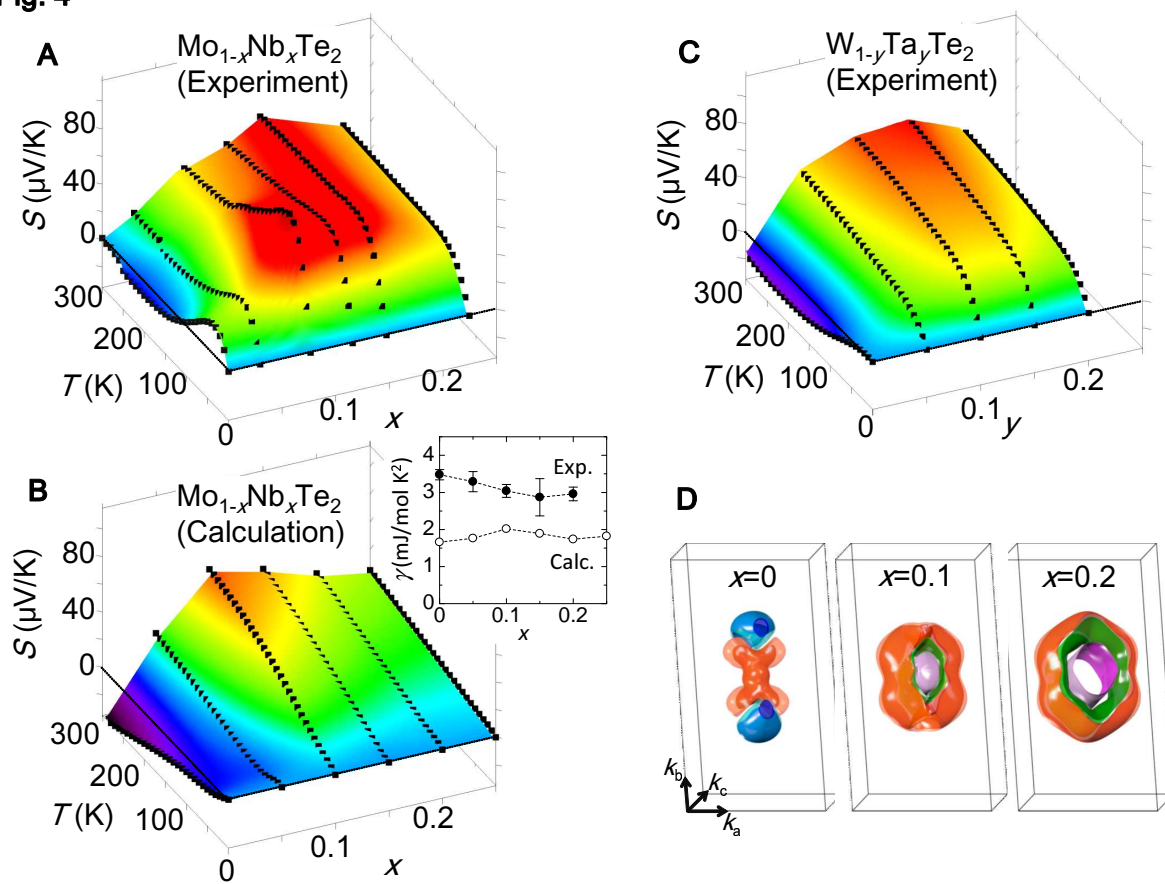 Fig. 4
A
Mo1-xNbxTe2
(Experiment)
S (μV/K)
80
40
0
300
200
100
0
T (K)
0.1
0.2
x
B
Mo1-xNbxTe2
(Calculation)
S (μV/K)
80
40
0
300
200
100
0
T (K)
0.1
0.2
x
γ(mJ/mol K2)
4
3
2
1
0
Exp.
Calc.
0
0.1
0.2
x
C
W1-yTayTe2
(Experiment)
S (μV/K)
80
40
0
300
200
100
0
T (K)
0.1
0.2
y
D
x=0
x=0.1
x=0.2
kb
kc
ka